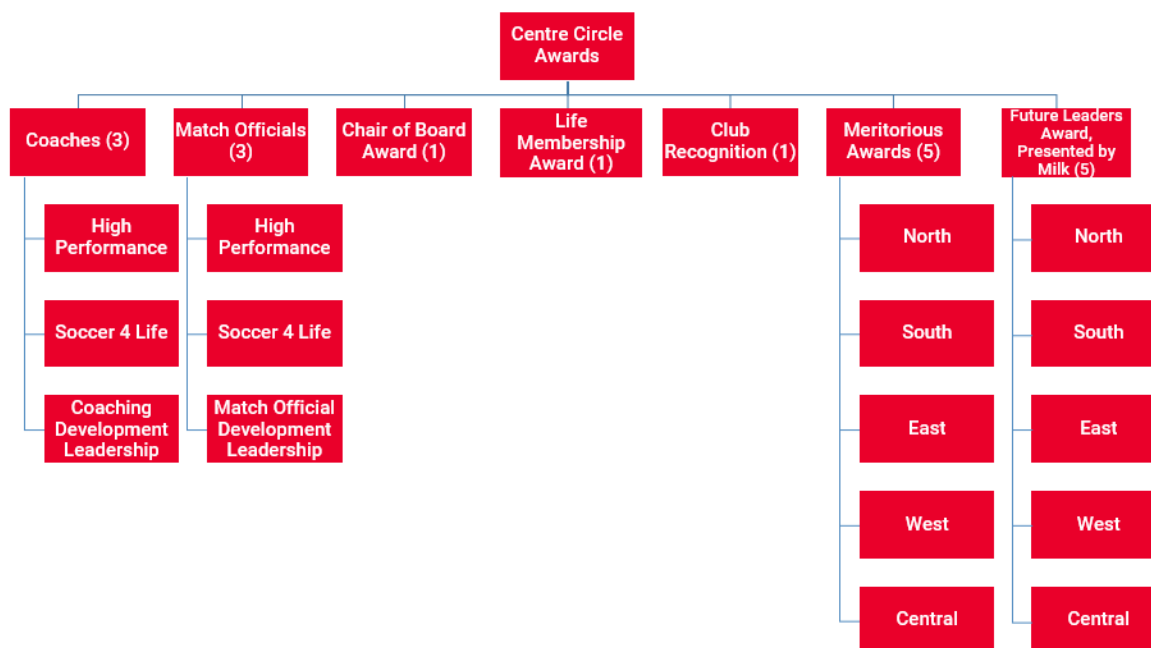 Centre Circle
Awards
Coaches (3)
Match Officials
(3)
Chair of Board
Award (1)
Life
Membership
Award (1)
Club
Recognition (1)
Meritorious
Awards (5)
Future Leaders
Award,
Presented by
Milk (5)
High
Performance
Soccer 4 Life
Coaching
Development
Leadership
High
Performance
Soccer 4 Life
Match Official
Development
Leadership
North
South
East
West
Central
North
South
East
West
Central